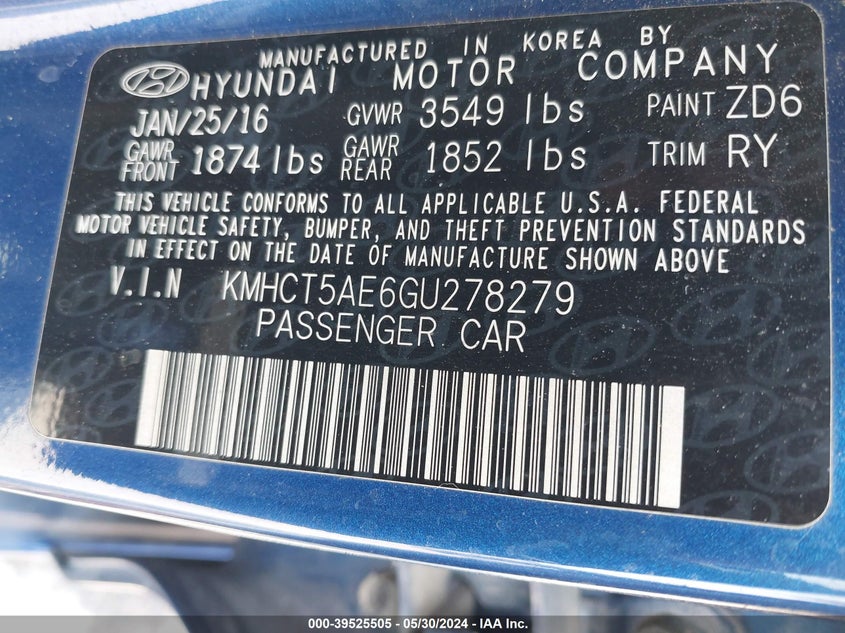 MANUFACTURED IN KOREA BY
HYUNDAI MOTOR COMPANY
JAN/25/16 GVWR 3549 lbs PAINT ZD6
GAWR FRONT 1874 lbs GAWR REAR 1852 lbs TRIM RY
THIS VEHICLE CONFORMS TO ALL APPLICABLE U.S.A. FEDERAL
MOTOR VEHICLE SAFETY, BUMPER, AND THEFT PREVENTION STANDARDS
IN EFFECT ON THE DATE OF MANUFACTURE SHOWN ABOVE
V.I.N KMHCT5AE6GU278279
PASSENGER CAR
000-39525505 - 05/30/2024 - IAA Inc.